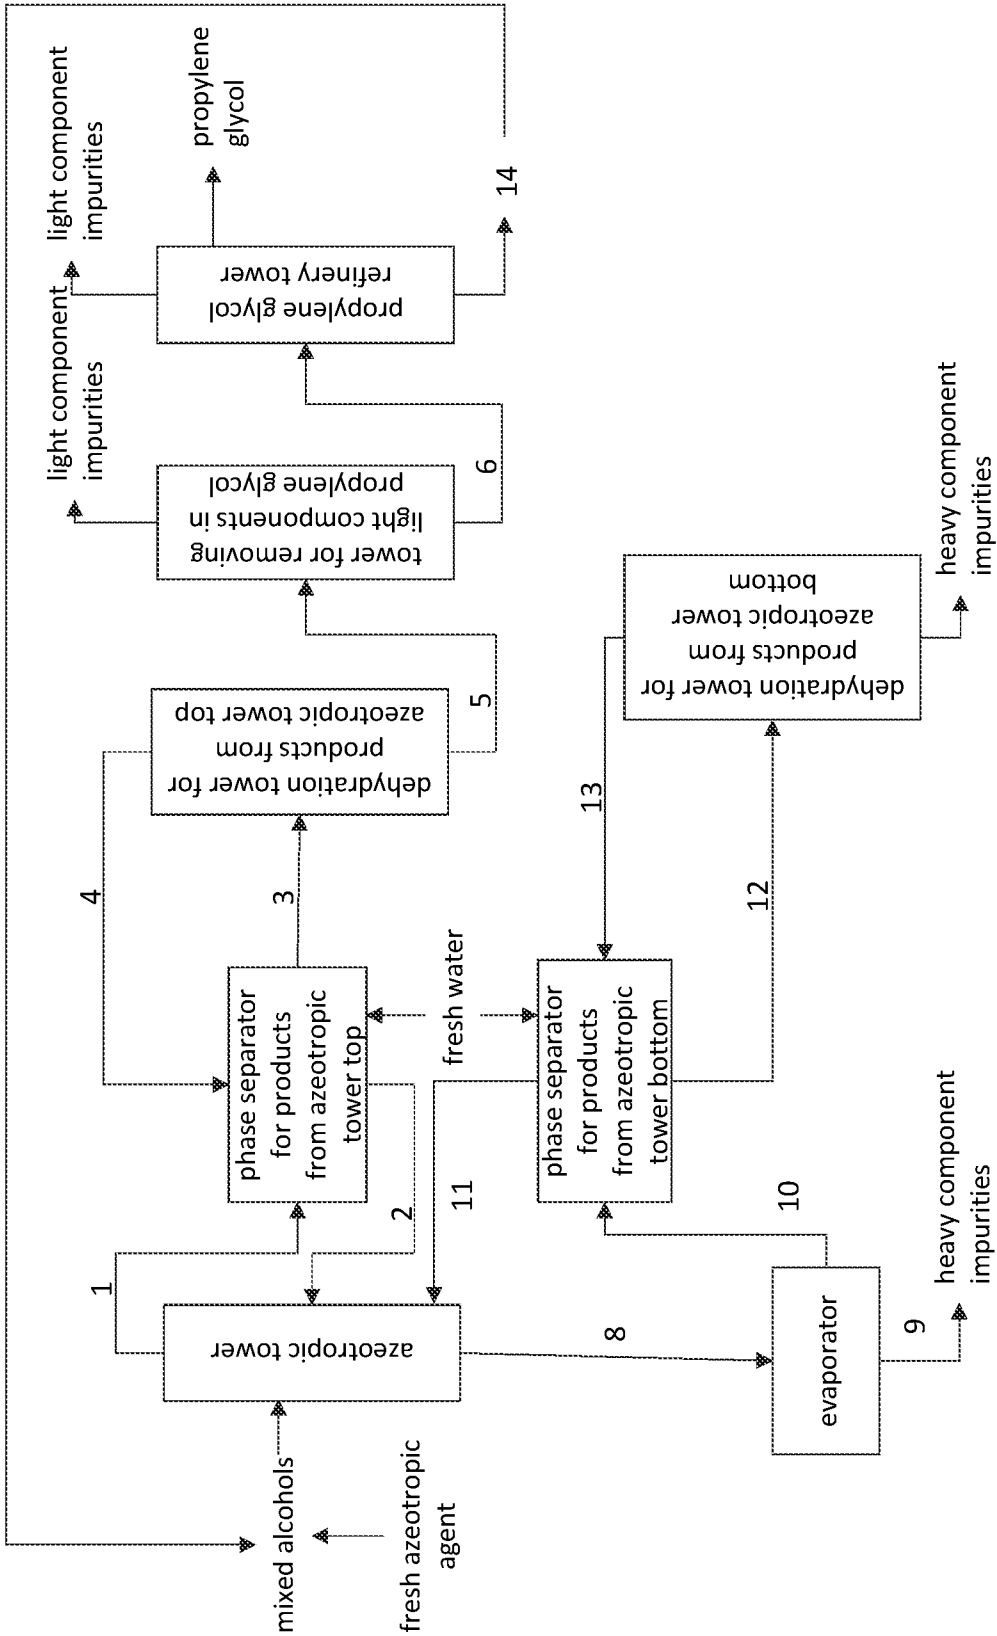 mixed alcohols
fresh azeotropic
agent
azeotropic tower
1
2
phase separator
for products
from azeotropic
tower top
3
4
dehydration tower for
products from
azeotropic tower top
5
tower for removing
light components in
propylene glycol
light component
impurities
6
propylene glycol
refinery tower
light component
impurities
propylene
glycol
14
fresh water
8
evaporator
9
heavy component
impurities
10
11
phase separator
for products
from azeotropic
tower bottom
12
13
dehydration tower for
products from
azeotropic tower
bottom
heavy component
impurities